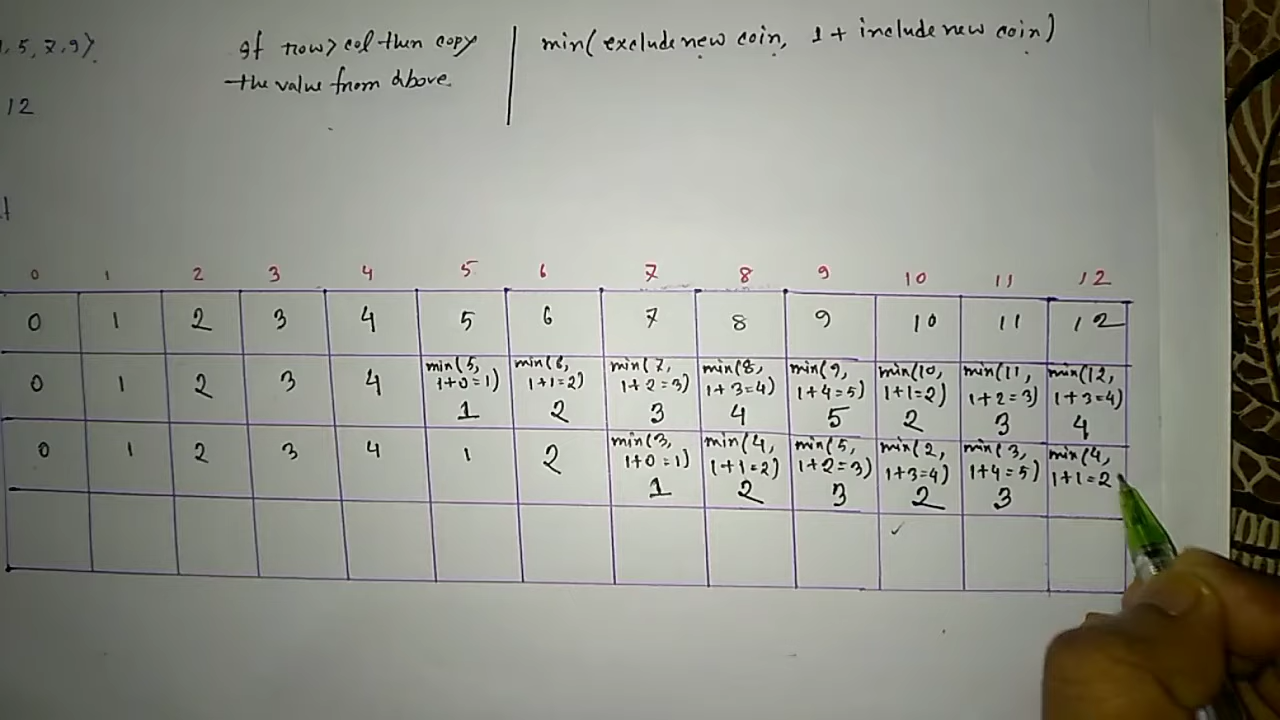 , 5, 7, 9}
If row > col then copy
the value from above
min(exclude new coin, 1 + include new coin)
12
0 1 2 3 4 5 6 7 8 9 10 11 12
0 1 2 3 4 5 6 7 8 9 10 11 12
min(5, min(6, min(7, min(8, min(9, min(10, min(11, min(12,
0 1 2 3 4 1+0=1) 1+1=2) 1+2=3) 1+3=4) 1+4=5) 1+1=2) 1+2=3) 1+3=4)
1 2 3 4 5 2 3 4
min(3, min(4, min(5, min(2, min(3, min(4,
0 1 2 3 4 1 2 1+0=1) 1+1=2) 1+2=3) 1+3=4) 1+4=5) 1+1=2
1 2 3 2 3